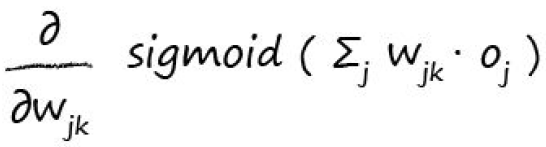 ∂/∂w_jk sigmoid ( Σ_j w_jk · o_j )